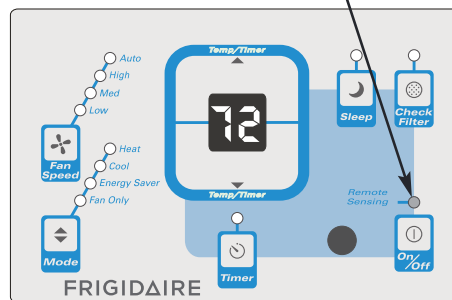 Temp/Timer
Auto
High
Med
Low
Fan
Speed
72
Sleep
Check
Filter
Heat
Cool
Energy Saver
Fan Only
Mode
Temp/Timer
Remote
Sensing
Timer
On/Off
FRIGIDAIRE